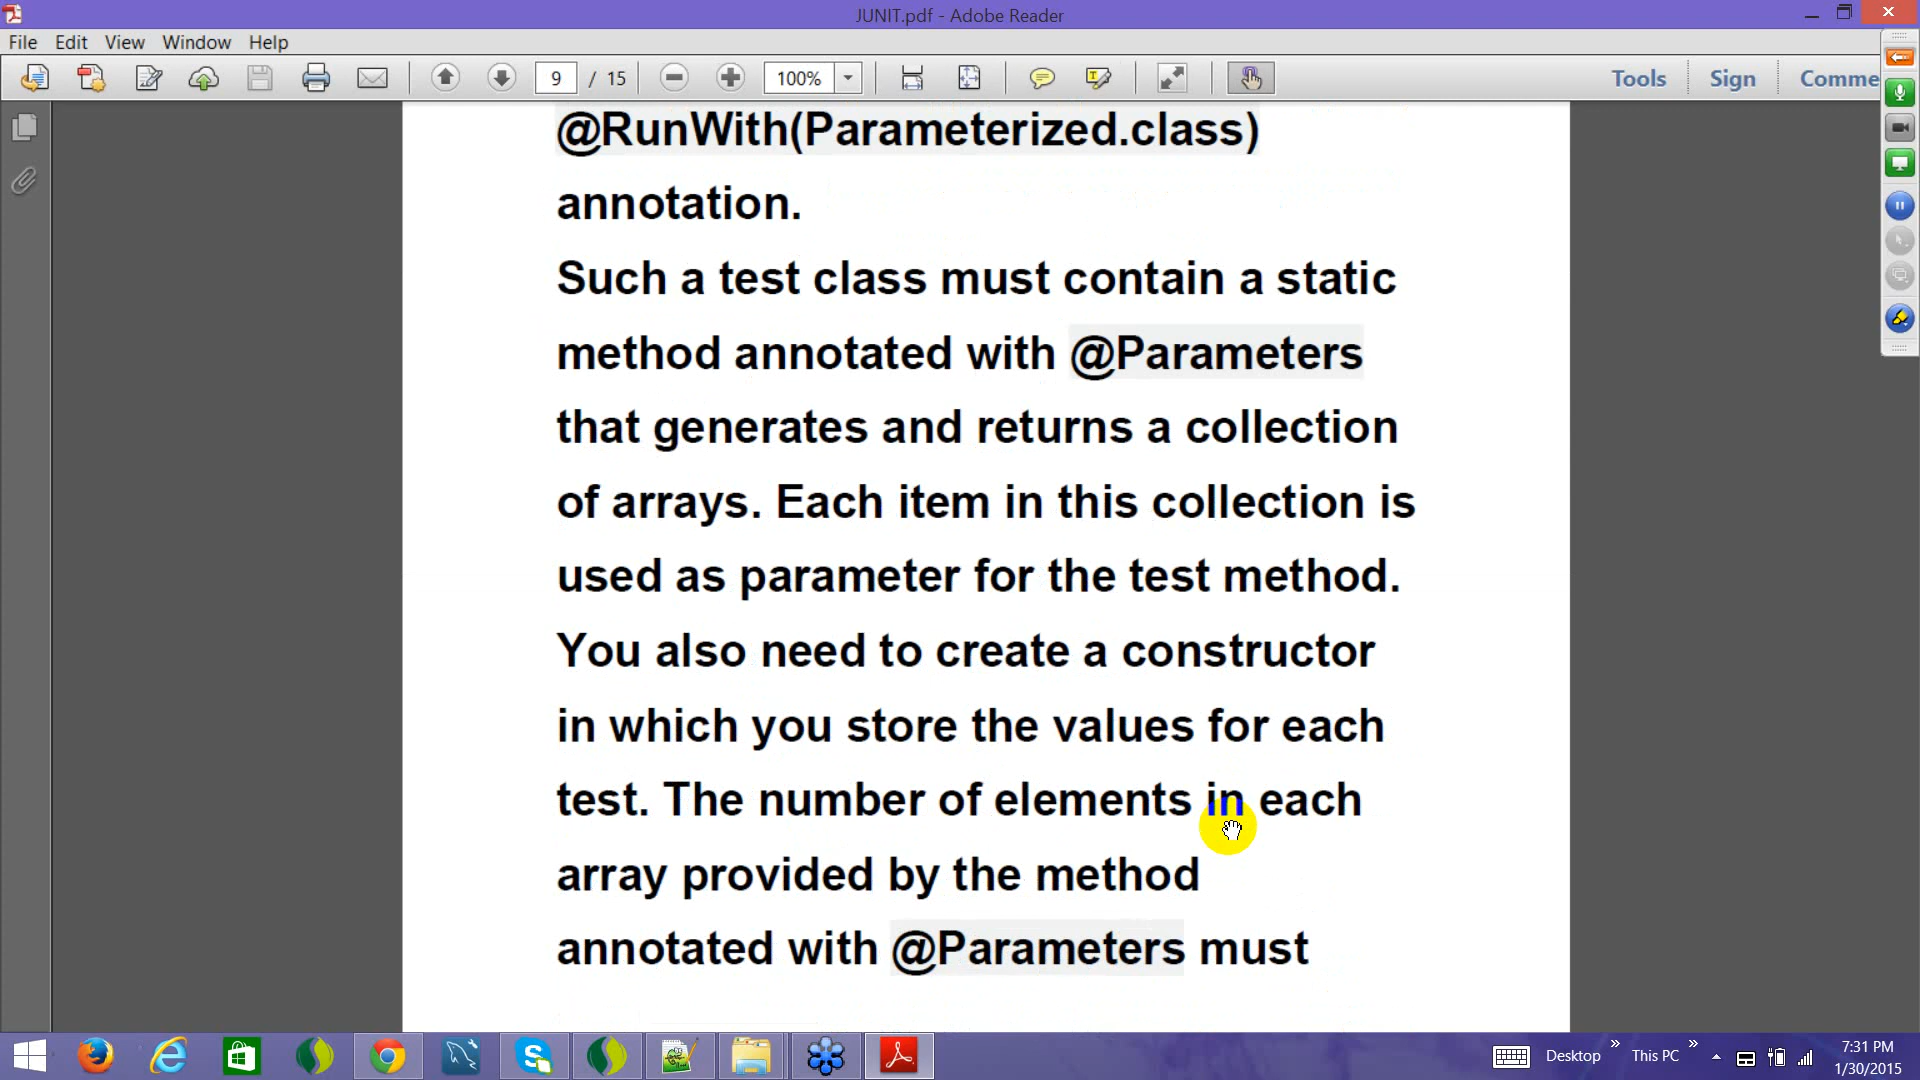 JUNIT.pdf - Adobe Reader
File Edit View Window Help
9 / 15 100% Tools Sign Comme
@RunWith(Parameterized.class)
annotation.
Such a test class must contain a static
method annotated with @Parameters
that generates and returns a collection
of arrays. Each item in this collection is
used as parameter for the test method.
You also need to create a constructor
in which you store the values for each
test. The number of elements in each
array provided by the method
annotated with @Parameters must
Desktop » This PC » 7:31 PM
1/30/2015